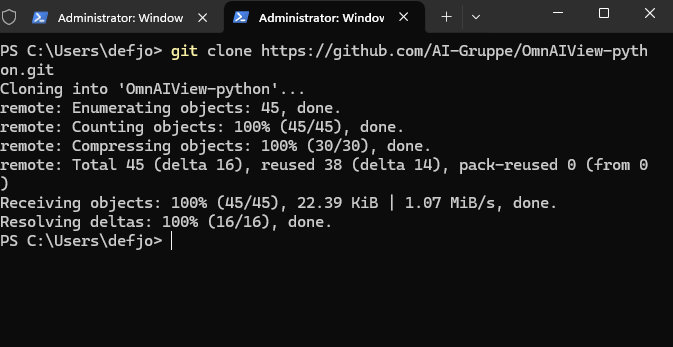 Administrator: Window
Administrator: Window
PS C:\Users\defjo> git clone https://github.com/AI-Gruppe/OmnAIView-pyth
on.git
Cloning into 'OmnAIView-python'...
remote: Enumerating objects: 45, done.
remote: Counting objects: 100% (45/45), done.
remote: Compressing objects: 100% (30/30), done.
remote: Total 45 (delta 16), reused 38 (delta 14), pack-reused 0 (from 0
)
Receiving objects: 100% (45/45), 22.39 KiB | 1.07 MiB/s, done.
Resolving deltas: 100% (16/16), done.
PS C:\Users\defjo>